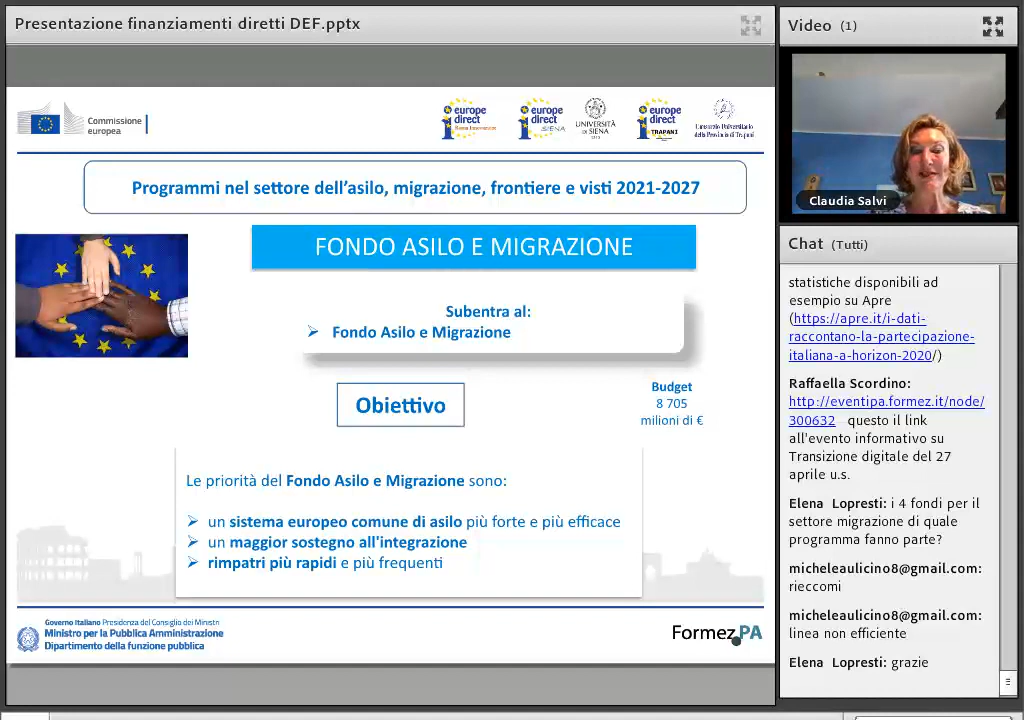 Presentazione finanziamenti diretti DEF.pptx
Commissione
europea
europe
direct
europe
direct
SIENA
UNIVERSITÀ
DI SIENA
europe
direct
TRAPANI
Programmi nel settore dell'asilo, migrazione, frontiere e visti 2021-2027
FONDO ASILO E MIGRAZIONE
Subentra al:
➢ Fondo Asilo e Migrazione
Obiettivo
Budget
8 705
milioni di €
Le priorità del Fondo Asilo e Migrazione sono:
➢ un sistema europeo comune di asilo più forte e più efficace
➢ un maggior sostegno all'integrazione
➢ rimpatri più rapidi e più frequenti
Governo Italiano Presidenza del Consiglio dei Ministri
Ministro per la Pubblica Amministrazione
Dipartimento della funzione pubblica
Formez PA
Video (1)
Claudia Salvi
Chat (Tutti)
statistiche disponibili ad
esempio su Apre
(https://apre.it/i-dati-
raccontano-la-partecipazione-
italiana-a-horizon-2020/)
Raffaella Scordino:
http://eventipa.formez.it/node/
300632 questo il link
all'evento informativo su
Transizione digitale del 27
aprile u.s.
Elena Lopresti: i 4 fondi per il
settore migrazione di quale
programma fanno parte?
micheleaulicino8@gmail.com:
rieccomi
micheleaulicino8@gmail.com:
linea non efficiente
Elena Lopresti: grazie